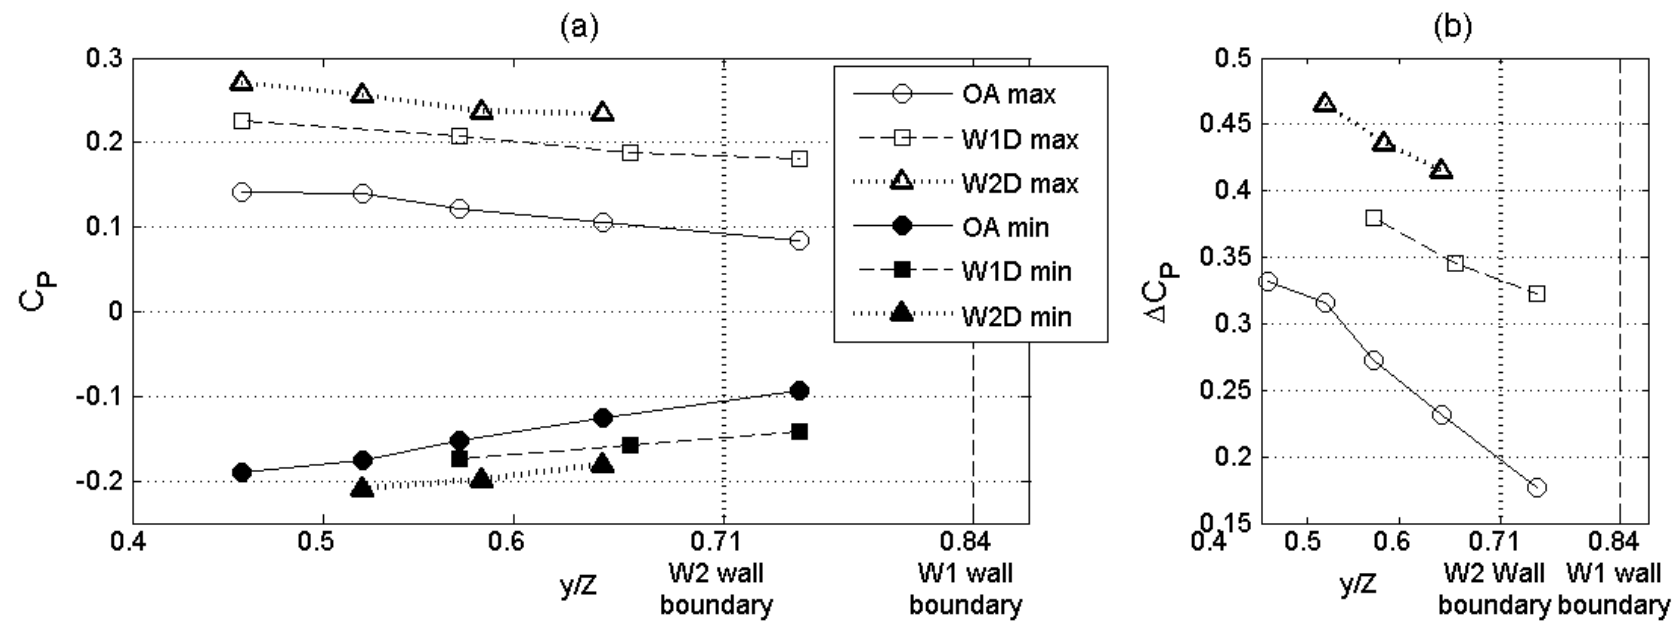 (a)
0.3
0.2
0.1
0
-0.1
-0.2
C_P
0.4 0.5 0.6 0.71 0.84
y/Z
W2 wall
boundary
W1 wall
boundary
OA max
W1D max
W2D max
OA min
W1D min
W2D min
(b)
0.5
0.45
0.4
0.35
0.3
0.25
0.2
0.15
ΔC_P
0.4 0.5 0.6 0.71 0.84
y/Z
W2 Wall
boundary
W1 wall
boundary